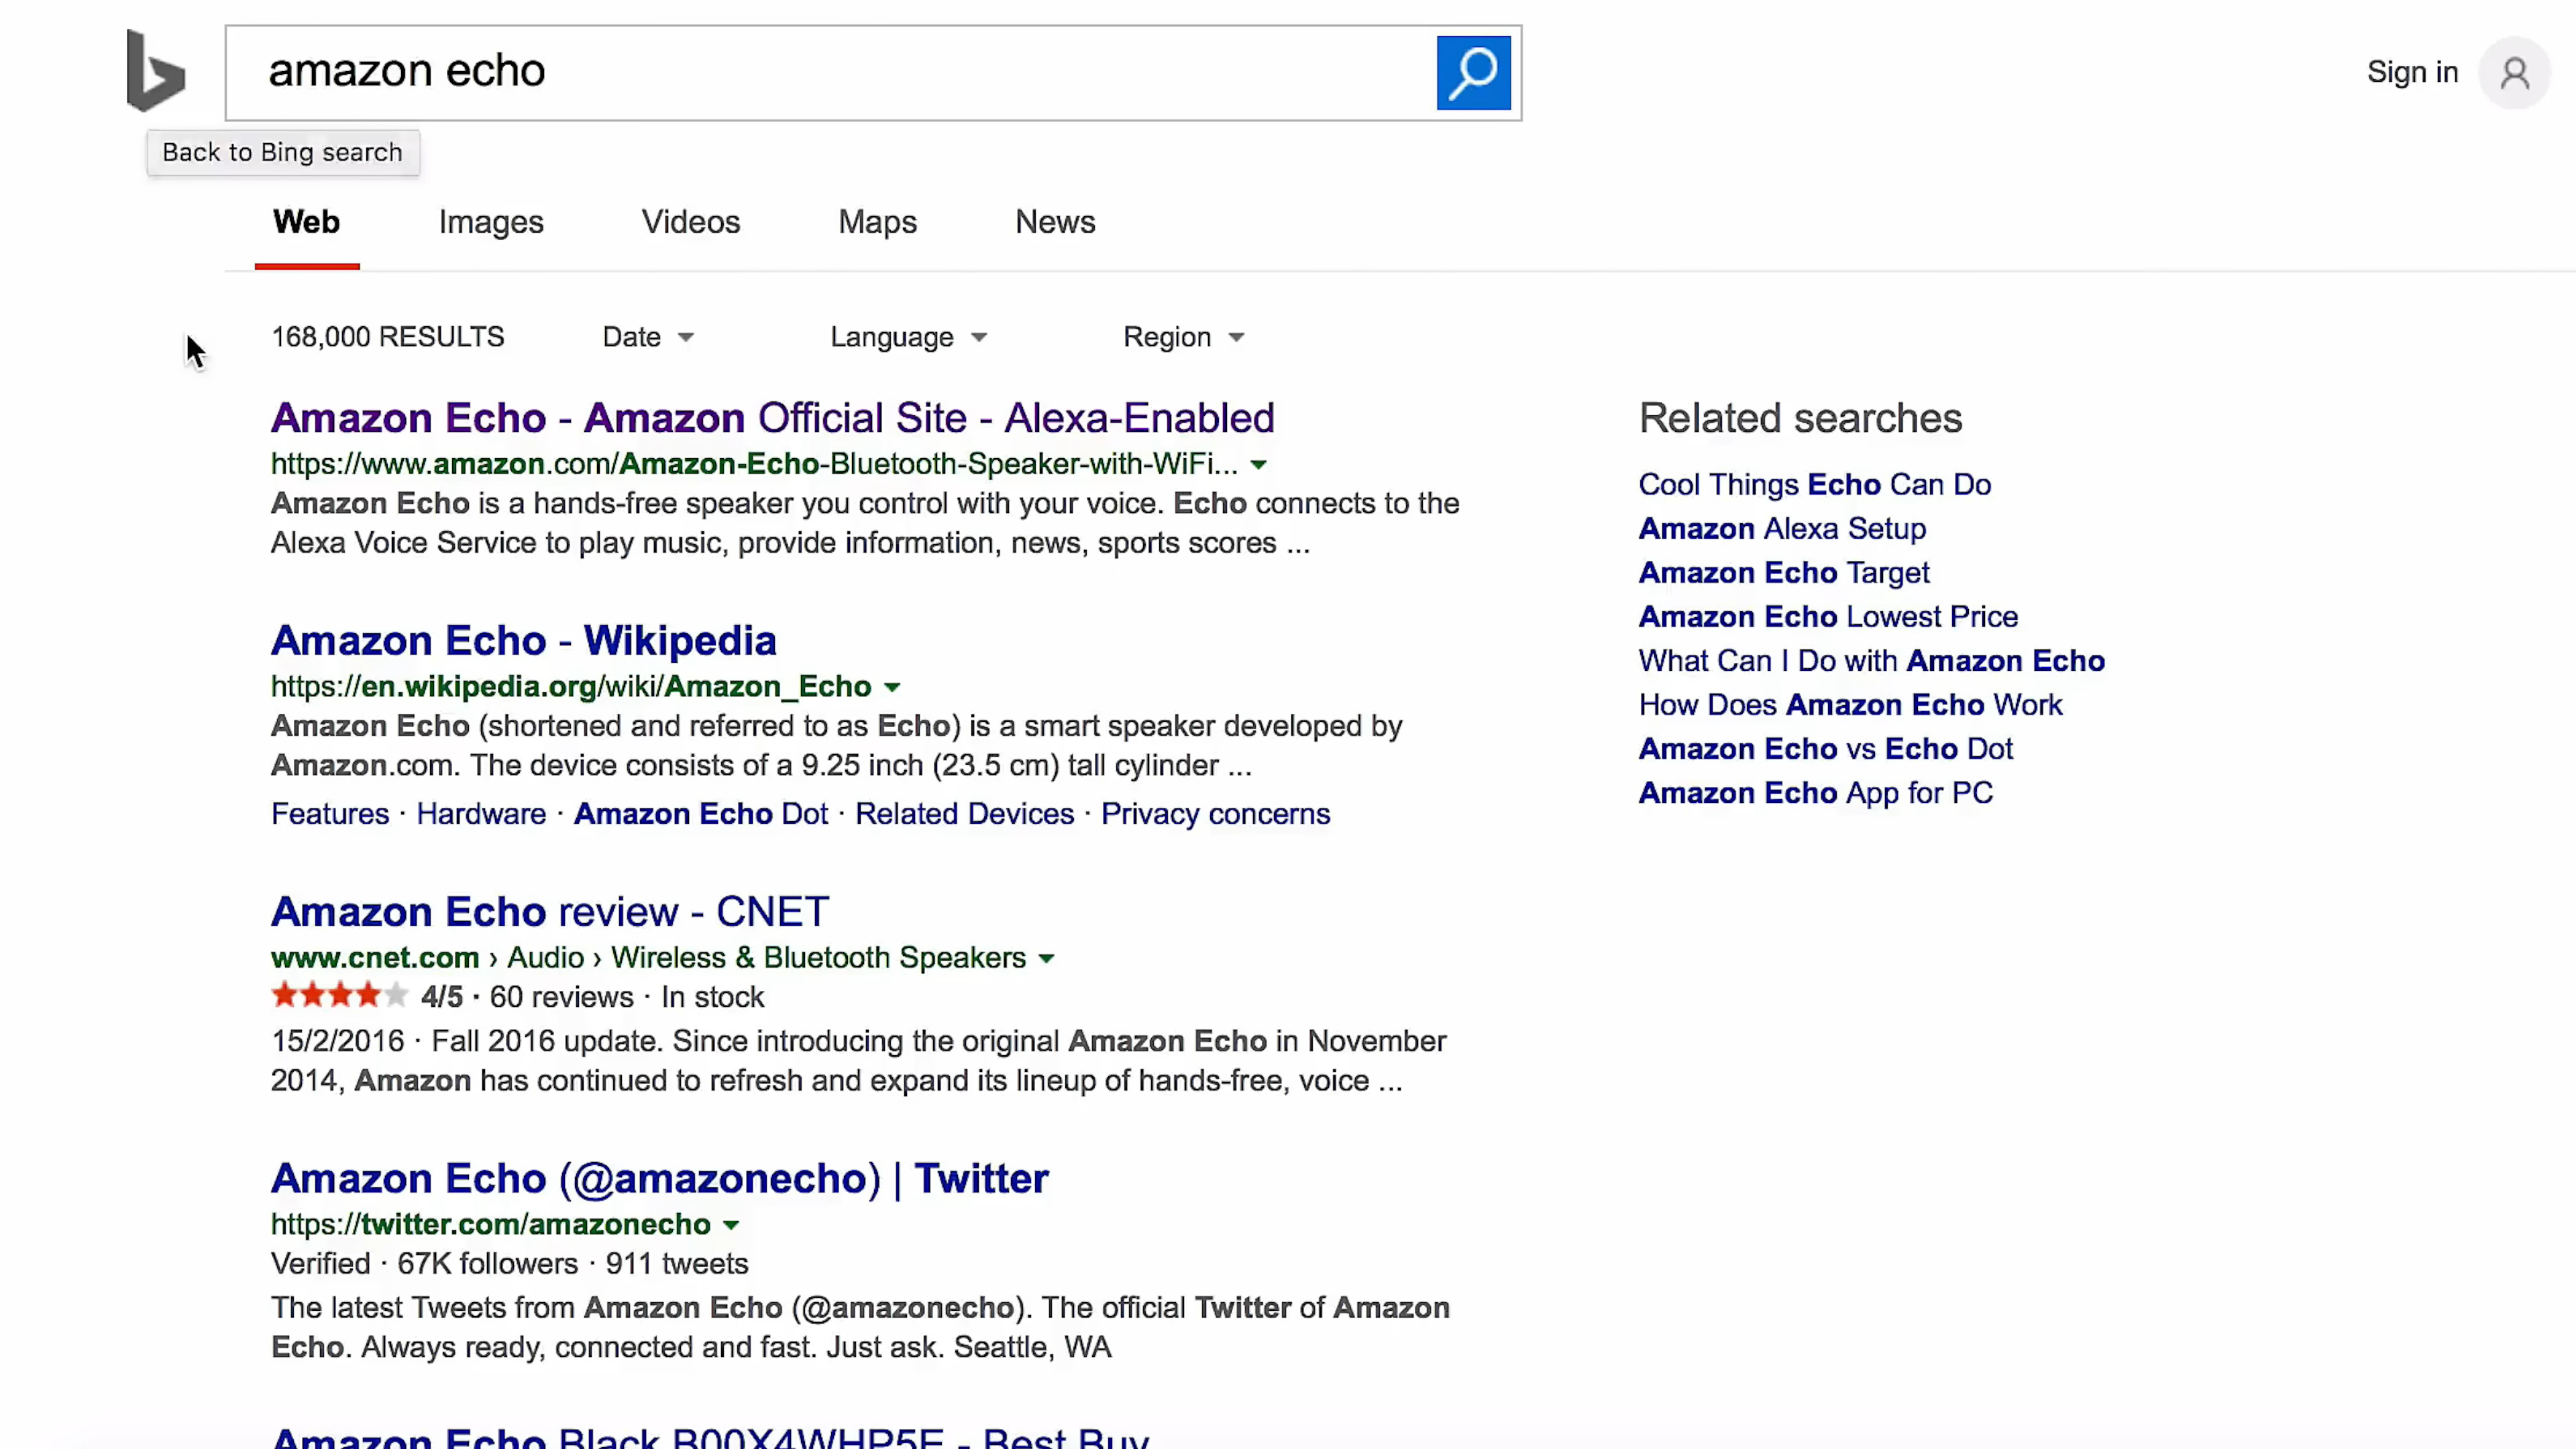 amazon echo
Sign in
Back to Bing search
Web Images Videos Maps News
168,000 RESULTS Date Language Region
Amazon Echo - Amazon Official Site - Alexa-Enabled
https://www.amazon.com/Amazon-Echo-Bluetooth-Speaker-with-WiFi...
Amazon Echo is a hands-free speaker you control with your voice. Echo connects to the
Alexa Voice Service to play music, provide information, news, sports scores ...
Amazon Echo - Wikipedia
https://en.wikipedia.org/wiki/Amazon_Echo
Amazon Echo (shortened and referred to as Echo) is a smart speaker developed by
Amazon.com. The device consists of a 9.25 inch (23.5 cm) tall cylinder ...
Features · Hardware · Amazon Echo Dot · Related Devices · Privacy concerns
Amazon Echo review - CNET
www.cnet.com › Audio › Wireless & Bluetooth Speakers
4/5 · 60 reviews · In stock
15/2/2016 · Fall 2016 update. Since introducing the original Amazon Echo in November
2014, Amazon has continued to refresh and expand its lineup of hands-free, voice ...
Amazon Echo (@amazonecho) | Twitter
https://twitter.com/amazonecho
Verified · 67K followers · 911 tweets
The latest Tweets from Amazon Echo (@amazonecho). The official Twitter of Amazon
Echo. Always ready, connected and fast. Just ask. Seattle, WA
Amazon Echo Black B00X4WHP5E - Best Buy
Related searches
Cool Things Echo Can Do
Amazon Alexa Setup
Amazon Echo Target
Amazon Echo Lowest Price
What Can I Do with Amazon Echo
How Does Amazon Echo Work
Amazon Echo vs Echo Dot
Amazon Echo App for PC